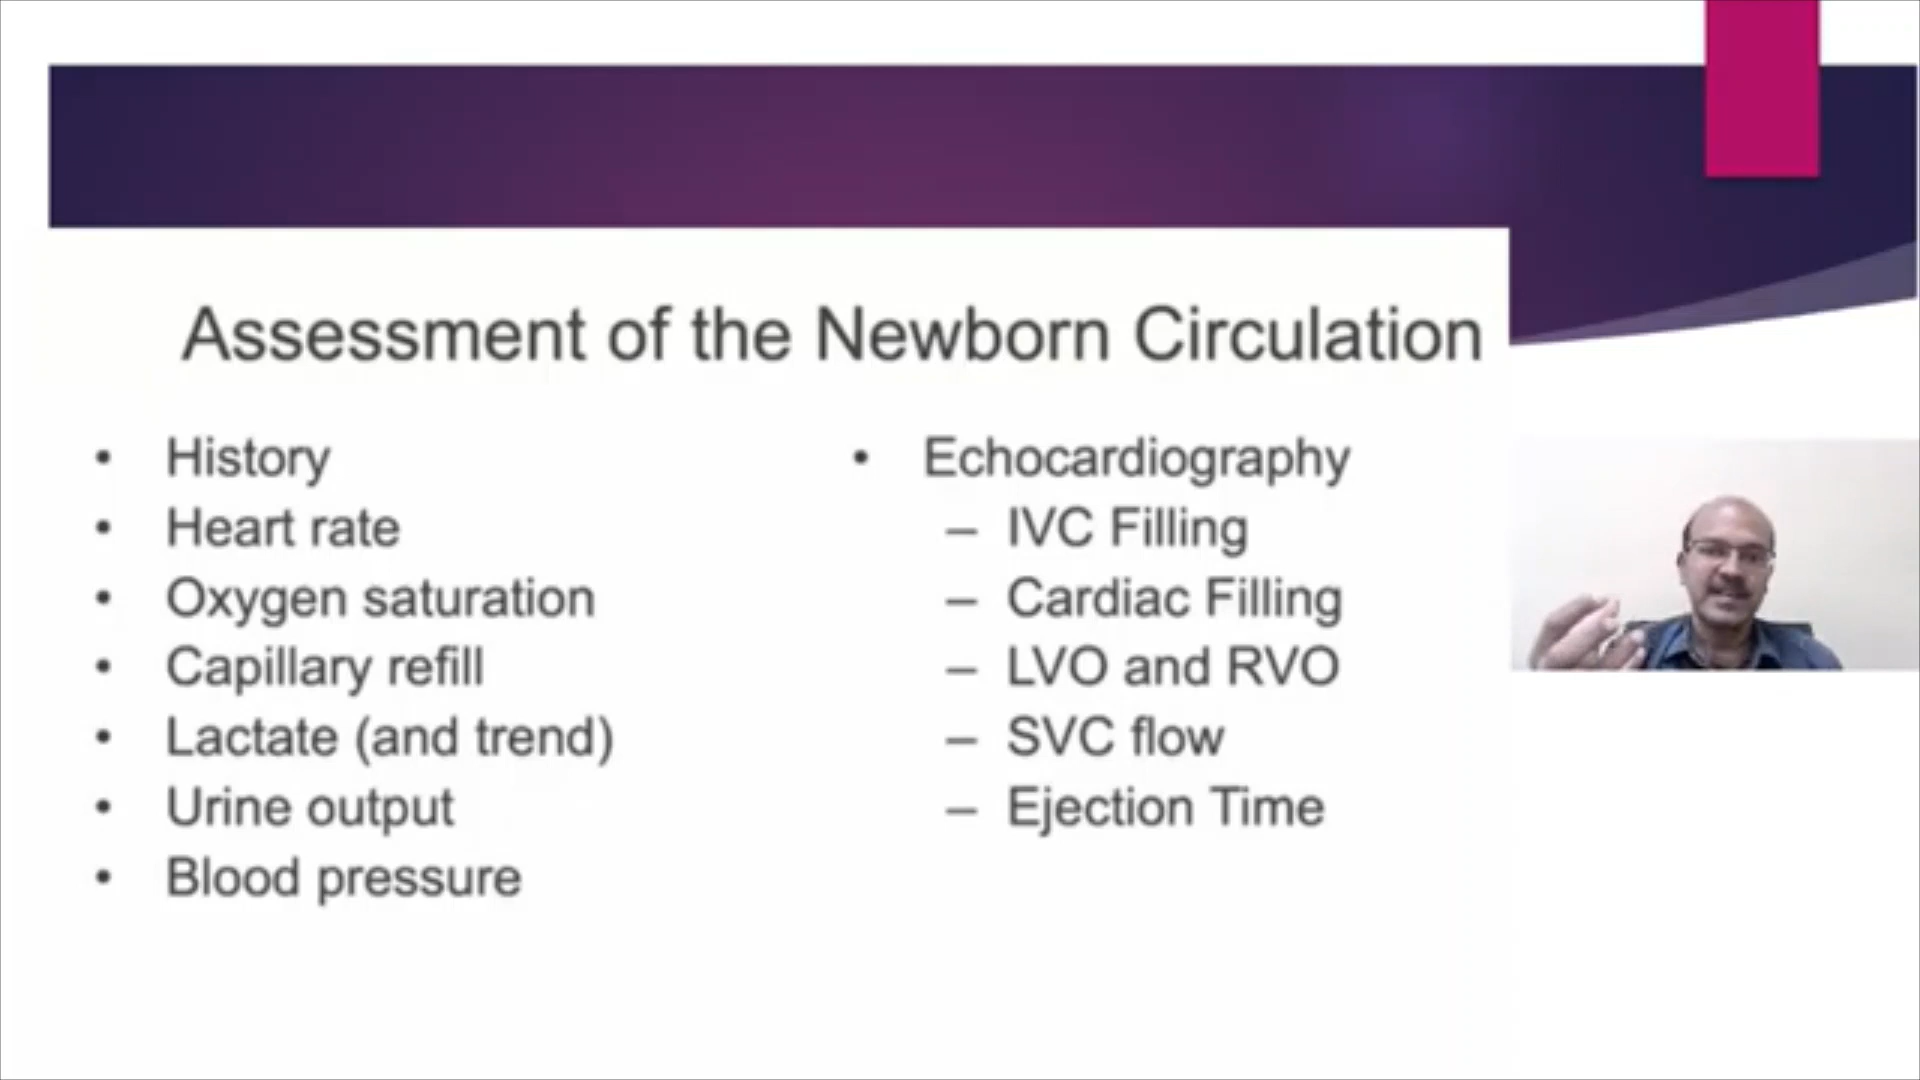 Assessment of the Newborn Circulation
• History
• Heart rate
• Oxygen saturation
• Capillary refill
• Lactate (and trend)
• Urine output
• Blood pressure
• Echocardiography
– IVC Filling
– Cardiac Filling
– LVO and RVO
– SVC flow
– Ejection Time